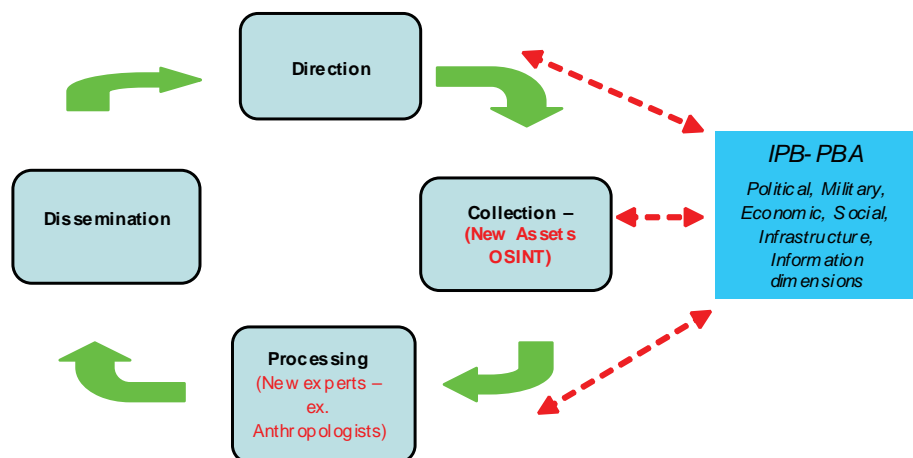 Direction
IPB-PBA
Political, Military,
Economic, Social,
Infrastructure,
Information
dimensions
Dissemination
Collection –
(New Assets
OSINT)
Processing
(New experts –
ex.
Anthropologists)